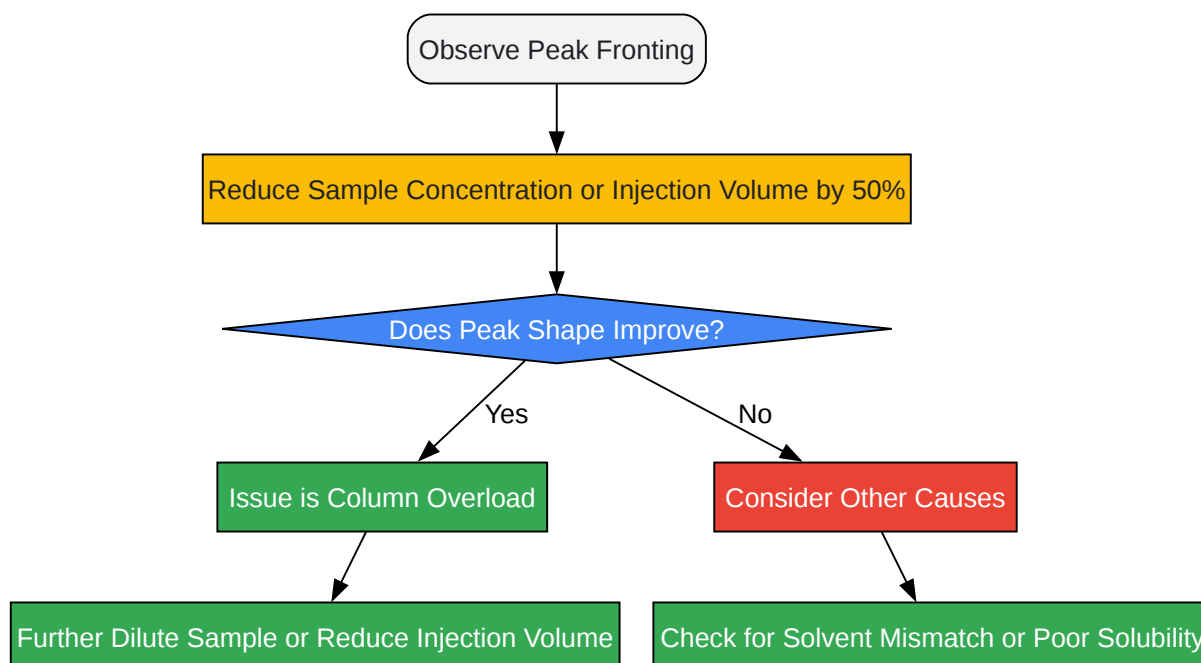 Observe Peak Fronting
Reduce Sample Concentration or Injection Volume by 50%
Does Peak Shape Improve?
Yes
No
Issue is Column Overload
Consider Other Causes
Further Dilute Sample or Reduce Injection Volume
Check for Solvent Mismatch or Poor Solubility